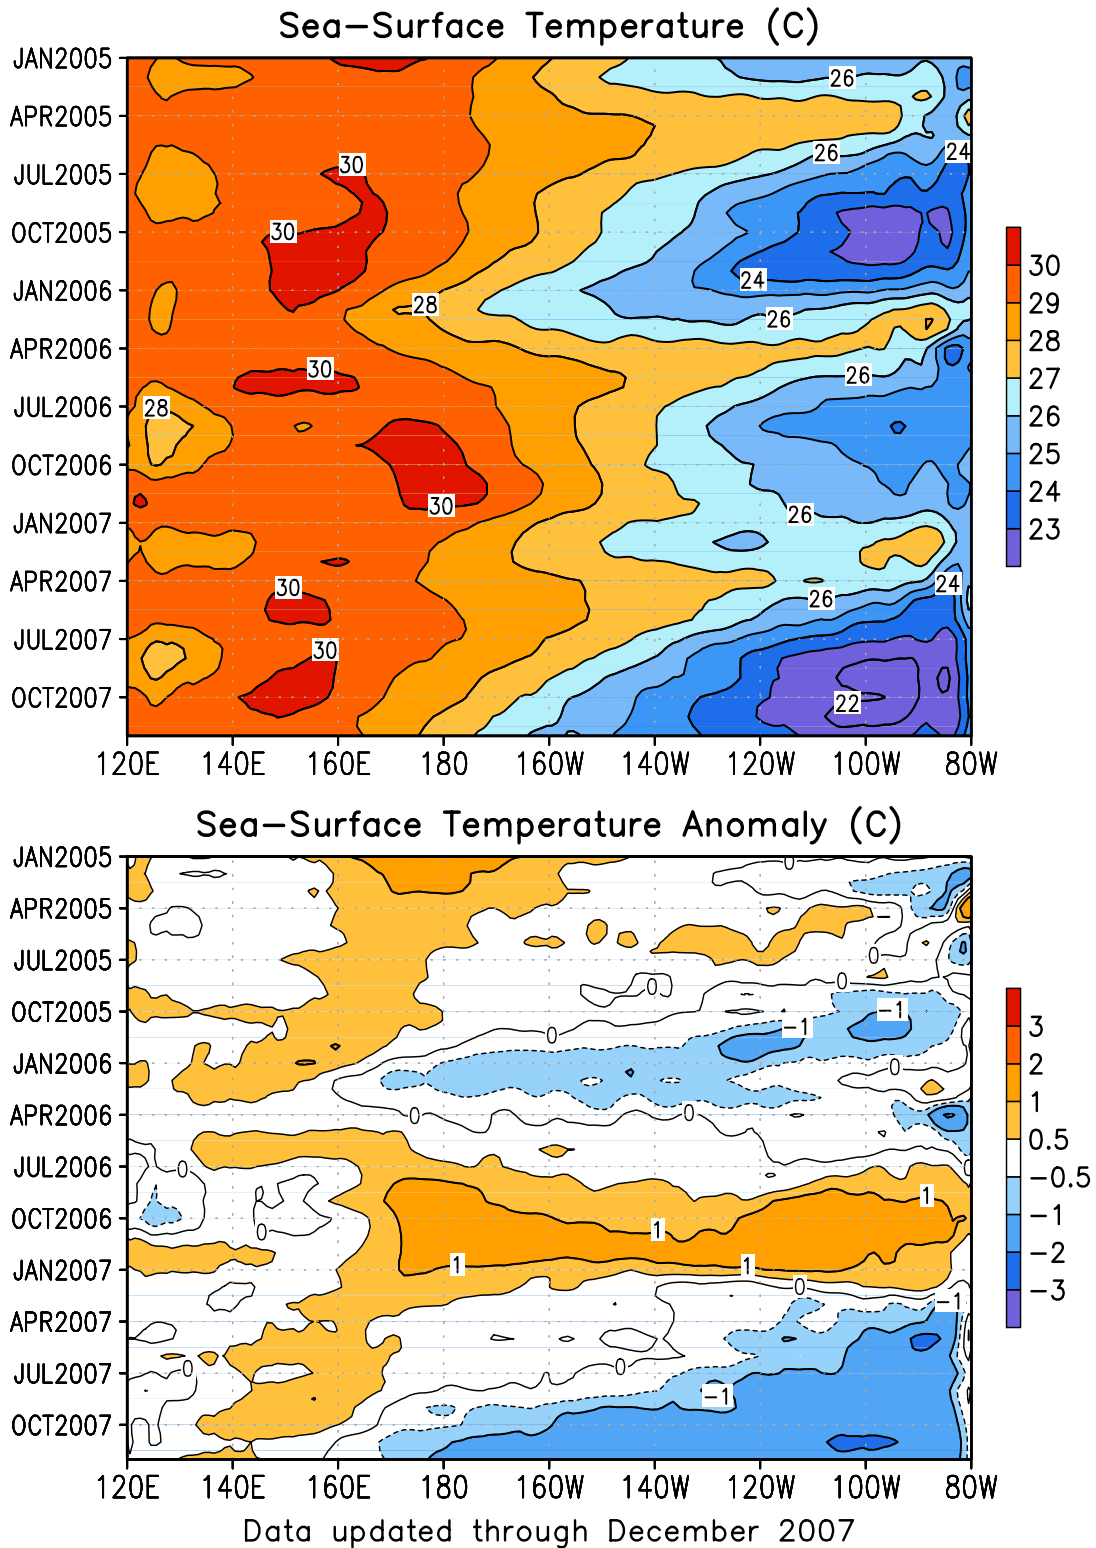 Sea-Surface Temperature (C)
JAN2005
26
APR2005
26
24
30
JUL2005
30
OCT2005
24
30
JAN2006
28
29
26
28
APR2006
30
26
27
28
JUL2006
26
25
OCT2006
24
30
26
23
JAN2007
30
24
APR2007
26
JUL2007
30
OCT2007
22
120E 140E 160E 180 160W 140W 120W 100W 80W
Sea-Surface Temperature Anomaly (C)
JAN2005
0
APR2005
JUL2005
0
0
0
OCT2005
-1
-1
3
0
JAN2006
0
2
1
APR2006
0
0
0.5
JUL2006
0
0
-0.5
1
OCT2006
0
1
-1
-2
JAN2007
1
1
0
-3
-1
APR2007
JUL2007
0
0
-1
OCT2007
120E 140E 160E 180 160W 140W 120W 100W 80W
Data updated through December 2007